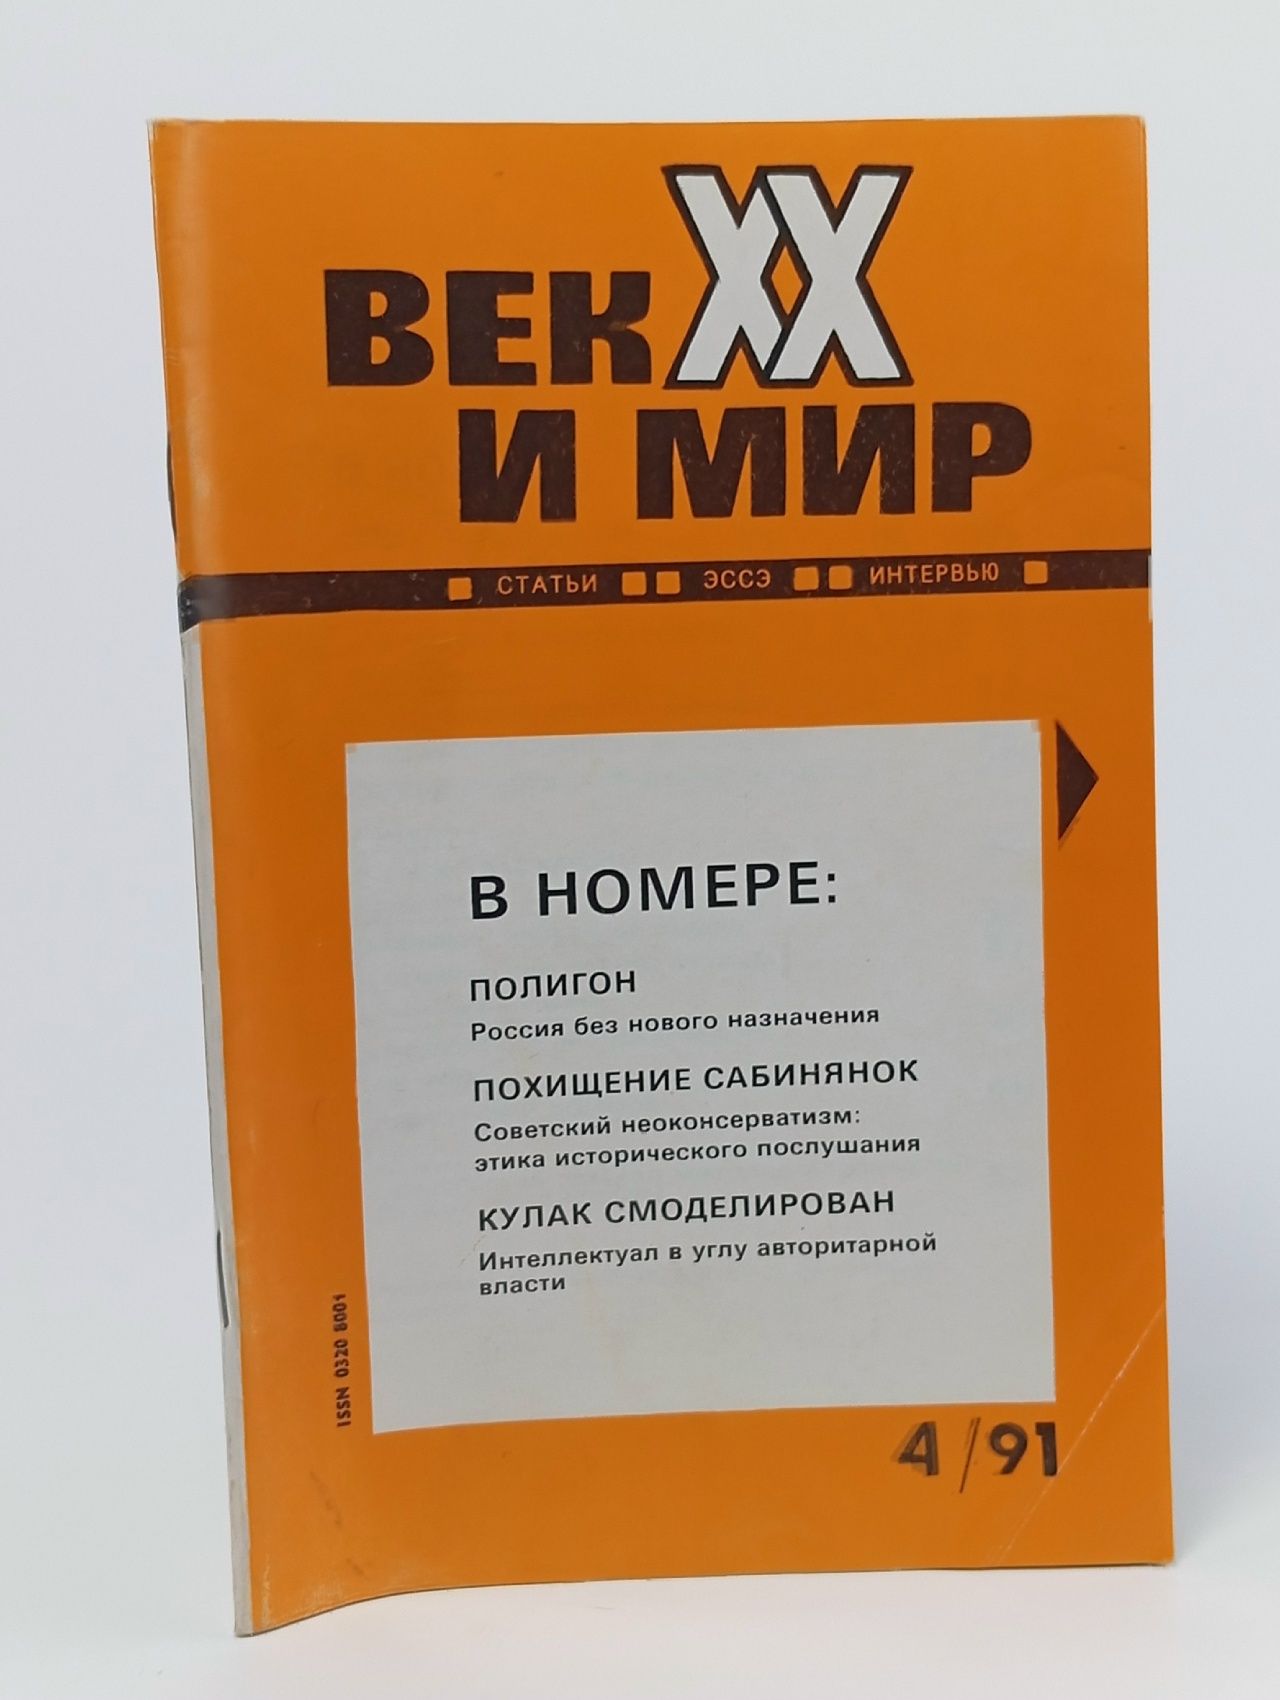 ВЕК XX
И МИР
СТАТЬИ ЭССЭ ИНТЕРВЬЮ
В НОМЕРЕ:
ПОЛИГОН
Россия без нового назначения
ПОХИЩЕНИЕ САБИНЯНОК
Советский неоконсерватизм:
этика исторического послушания
КУЛАК СМОДЕЛИРОВАН
Интеллектуал в углу авторитарной
власти
ISSN 0320 8001
4/91